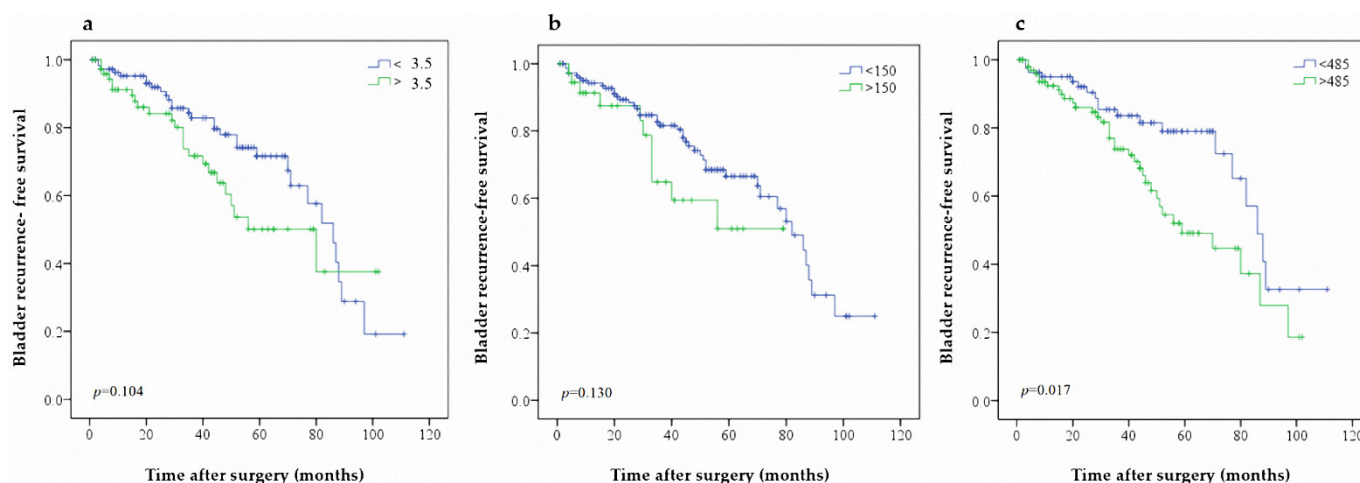 a
< 3.5
> 3.5
1.0
0.8
0.6
0.4
0.2
0.0
Bladder recurrence- free survival
p=0.104
0 20 40 60 80 100 120
Time after surgery (months)
b
<150
>150
1.0
0.8
0.6
0.4
0.2
0.0
Bladder recurrence-free survival
p=0.130
0 20 40 60 80 100 120
Time after surgery (months)
c
<485
>485
1.0
0.8
0.6
0.4
0.2
0.0
Bladder recurrence-free survival
p=0.017
0 20 40 60 80 100 120
Time after surgery (months)